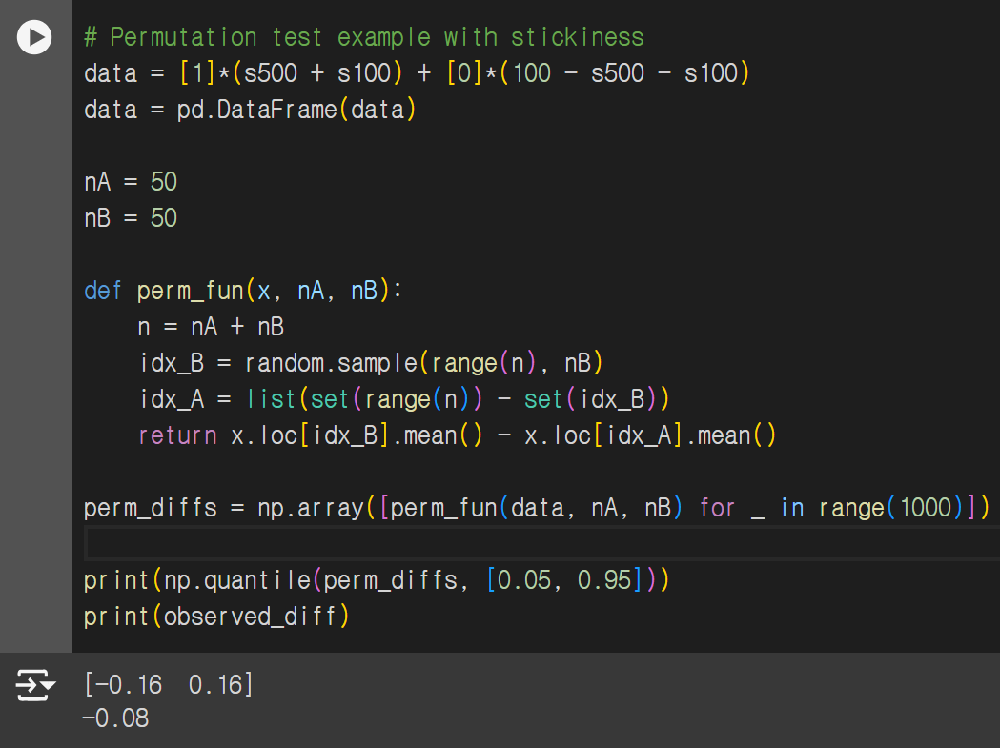 # Permutation test example with stickiness
data = [1]*(s500 + s100) + [0]*(100 - s500 - s100)
data = pd.DataFrame(data)
nA = 50
nB = 50
def perm_fun(x, nA, nB):
    n = nA + nB
    idx_B = random.sample(range(n), nB)
    idx_A = list(set(range(n)) - set(idx_B))
    return x.loc[idx_B].mean() - x.loc[idx_A].mean()
perm_diffs = np.array([perm_fun(data, nA, nB) for _ in range(1000)])
print(np.quantile(perm_diffs, [0.05, 0.95]))
print(observed_diff)
[-0.16  0.16]
-0.08